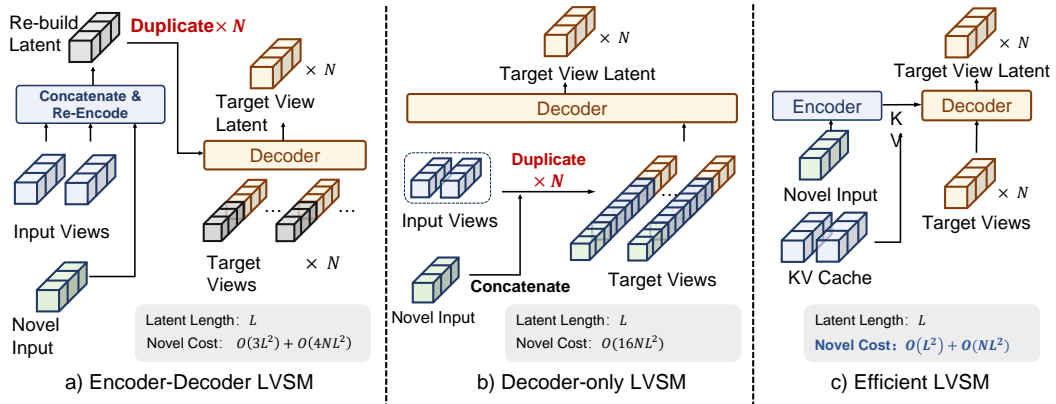 Re-build
Latent
Duplicate× N
× N
Concatenate &
Re-Encode
Target View
Latent
Decoder
Input Views
...
...
Target
Views
× N
Novel
Input
Latent Length: L
Novel Cost: O(3L²) + O(4NL²)
a) Encoder-Decoder LVSM
× N
Target View Latent
Decoder
Duplicate
× N
Input Views
...
Concatenate
Novel Input
Target Views
Latent Length: L
Novel Cost: O(16NL²)
b) Decoder-only LVSM
× N
Target View Latent
Encoder
K
V
Decoder
Novel Input
× N
Target Views
KV Cache
Latent Length: L
Novel Cost: O(L²) + O(NL²)
c) Efficient LVSM